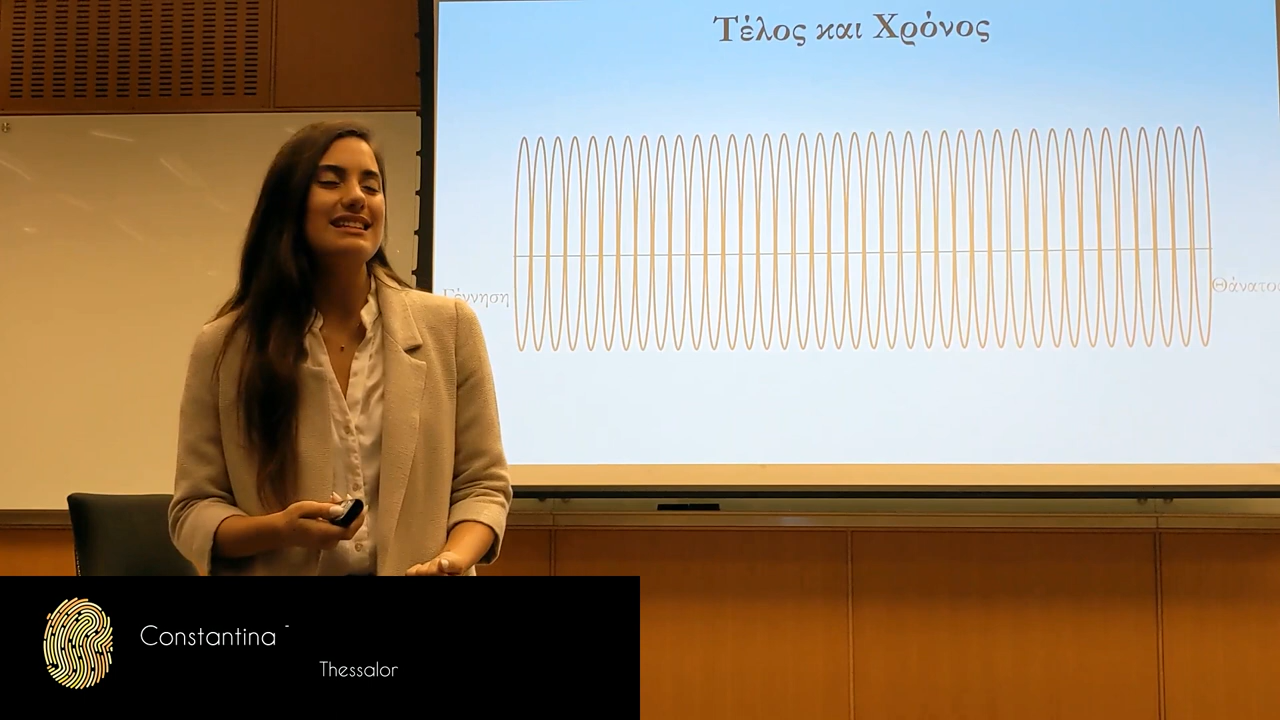 Τέλος και Χρόνος
Γέννηση
Θάνατος
Constantina
Thessalor